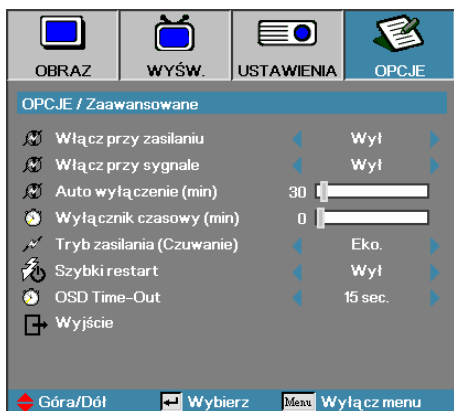 OBRAZ WYŚW. USTAWIENIA OPCJE
OPCJE / Zaawansowane
Włącz przy zasilaniu Wył
Włącz przy sygnale Wył
Auto wyłączenie (min) 30
Wyłącznik czasowy (min) 0
Tryb zasilania (Czuwanie) Eko.
Szybki restart Wył
OSD Time-Out 15 sec.
Wyjście
Góra/Dół Wybierz Menu Wyłącz menu